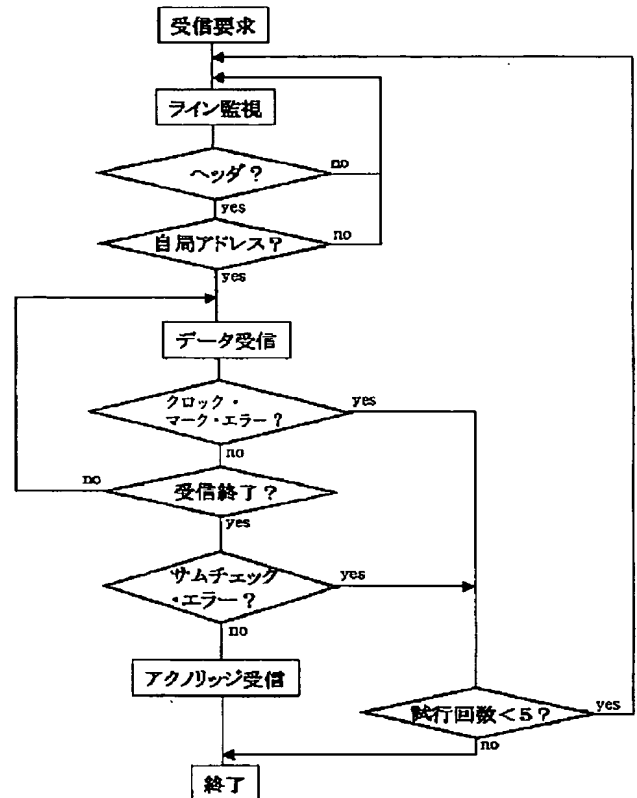 受信要求
ライン監視
ヘッダ？
no
yes
自局アドレス？
no
yes
データ受信
クロック・
マーク・エラー？
yes
no
受信終了？
no
yes
サムチェック
・エラー？
yes
no
アクノリッジ受信
試行回数＜５？
yes
no
終了